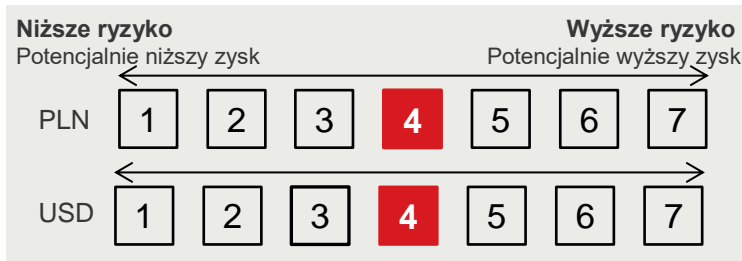 Niższe ryzyko Wyższe ryzyko
Potencjalnie niższy zysk Potencjalnie wyższy zysk
PLN 1 2 3 4 5 6 7
USD 1 2 3 4 5 6 7